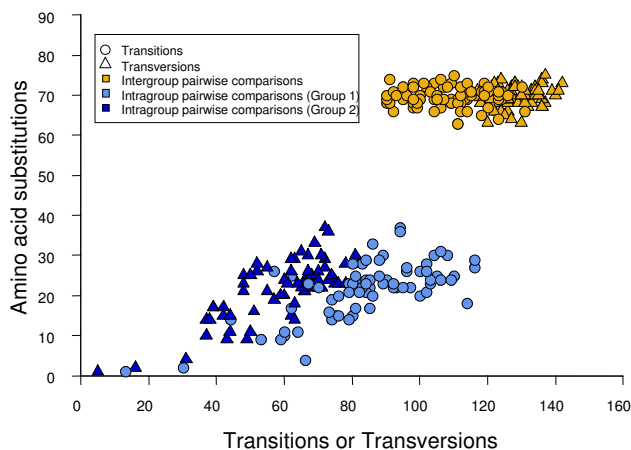 90
80
70
60
50
40
30
20
10
0
Amino acid substitutions
Transitions
Transversions
Intergroup pairwise comparisons
Intragroup pairwise comparisons (Group 1)
Intragroup pairwise comparisons (Group 2)
0 20 40 60 80 100 120 140 160
Transitions or Transversions